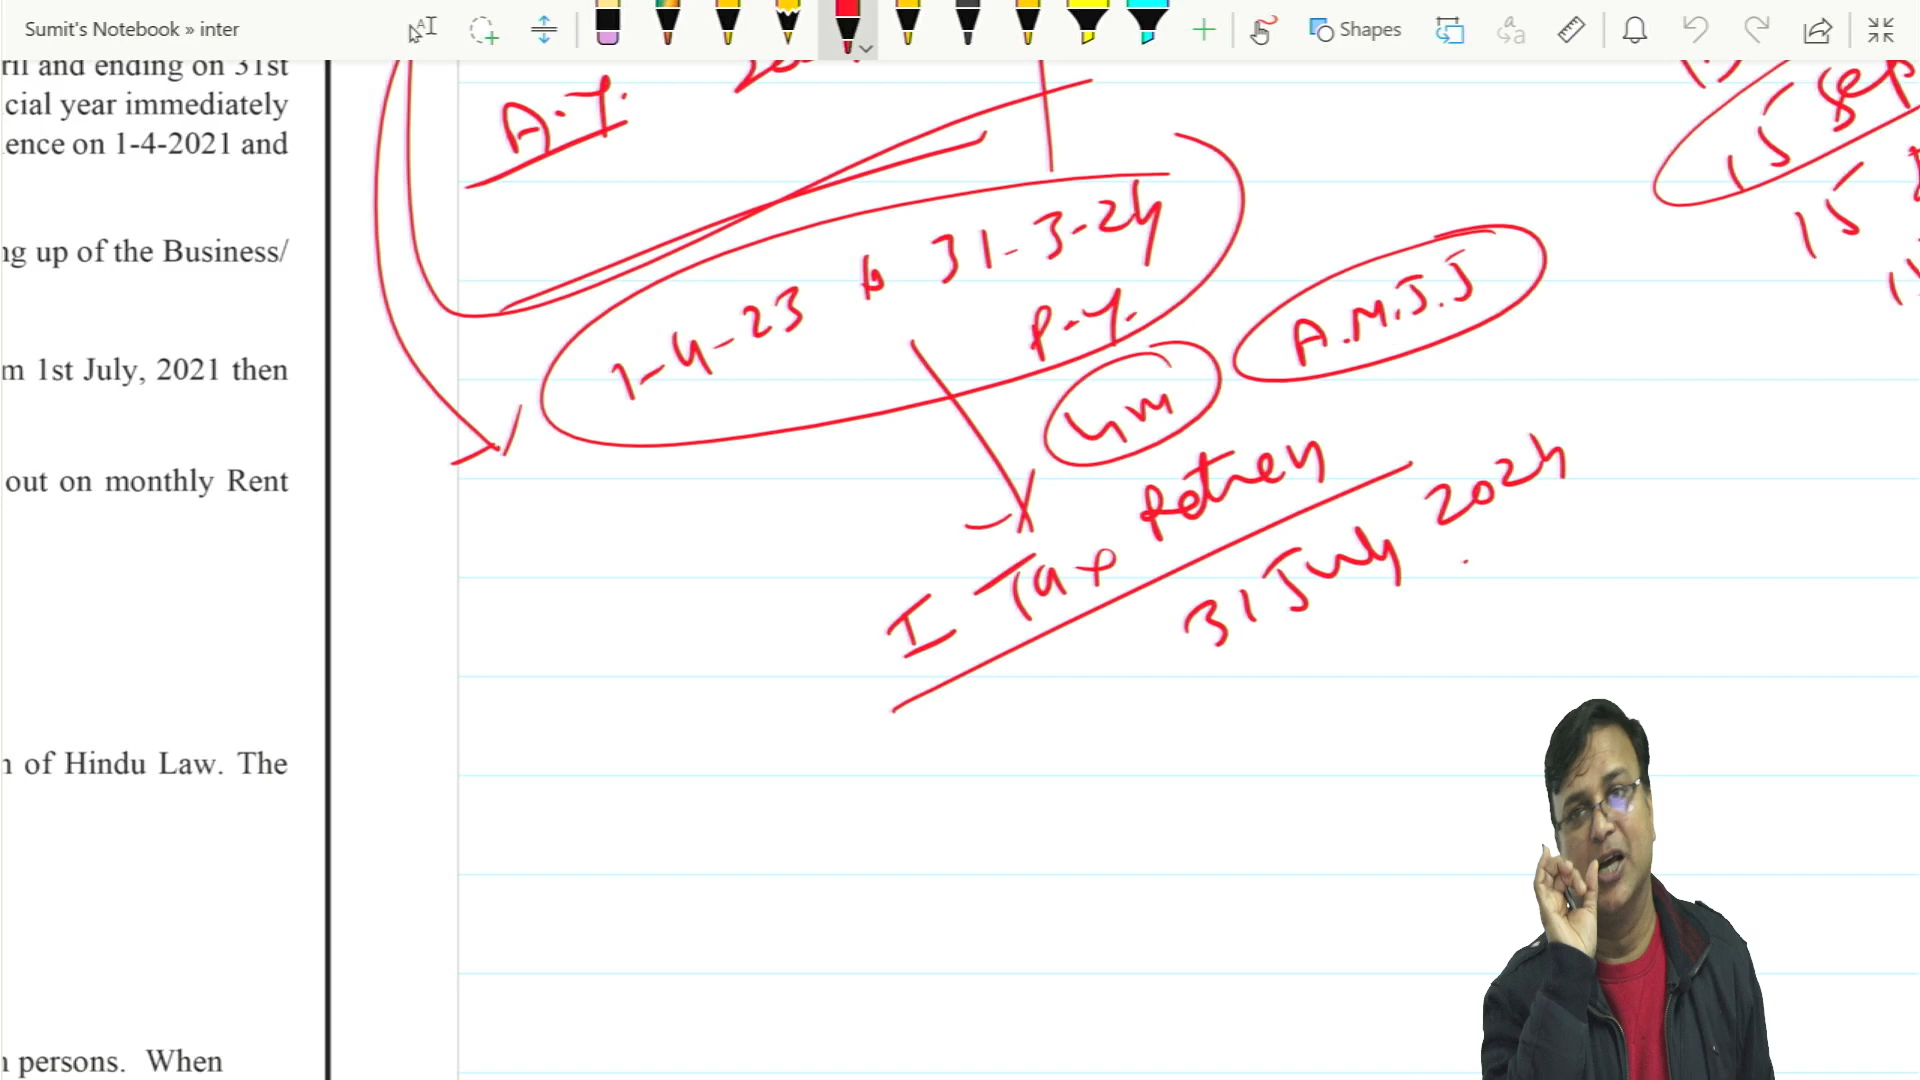 Sumit's Notebook » inter
Shapes
ril and ending on 31st
cial year immediately
ence on 1-4-2021 and
ng up of the Business/
m 1st July, 2021 then
out on monthly Rent
n of Hindu Law. The
n persons. When
A.Y.
1-4-23 to 31-3-24
P.Y.
4m
A.M.J.J
I Tax Retren
31 July 2024
15 Sep
15